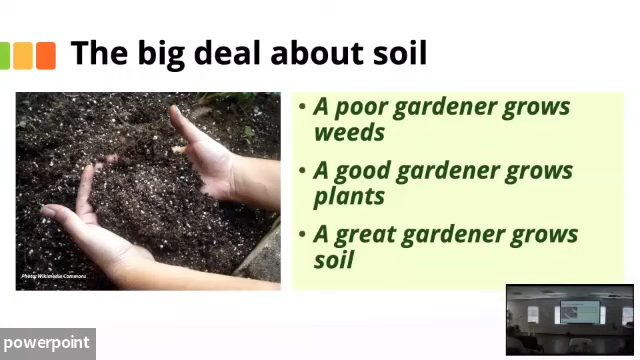 The big deal about soil
• A poor gardener grows
weeds
• A good gardener grows
plants
• A great gardener grows
soil
Photo: Wikimedia Commons
powerpoint